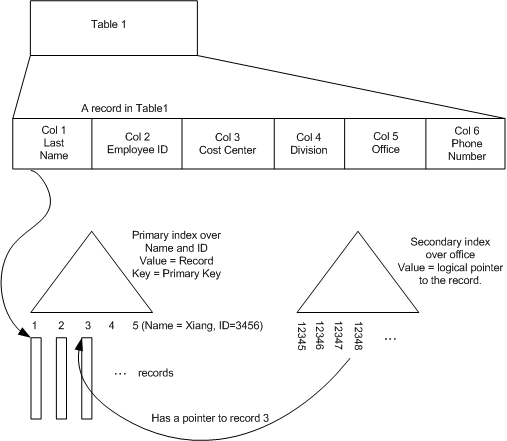 Table 1
A record in Table1
Col 1
Last
Name
Col 2
Employee ID
Col 3
Cost Center
Col 4
Division
Col 5
Office
Col 6
Phone
Number
Primary index over
Name and ID
Value = Record
Key = Primary Key
Secondary index
over office
Value = logical pointer
to the record.
1 2 3 4 5 (Name = Xiang, ID=3456)
12345
12346
12347
12348
...
... records
Has a pointer to record 3